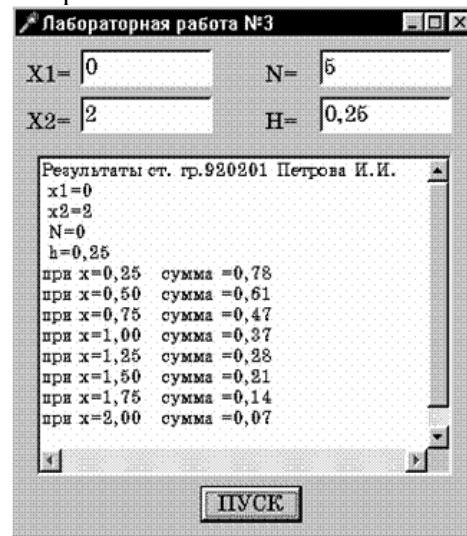 Лабораторная работа №3
X1= 0 N= 5
X2= 2 H= 0,25
Результаты ст. гр.920201 Петрова И.И.
x1=0
x2=2
N=0
h=0,25
при x=0,25 сумма =0,78
при x=0,50 сумма =0,61
при x=0,75 сумма =0,47
при x=1,00 сумма =0,37
при x=1,25 сумма =0,28
при x=1,50 сумма =0,21
при x=1,75 сумма =0,14
при x=2,00 сумма =0,07
ПУСК